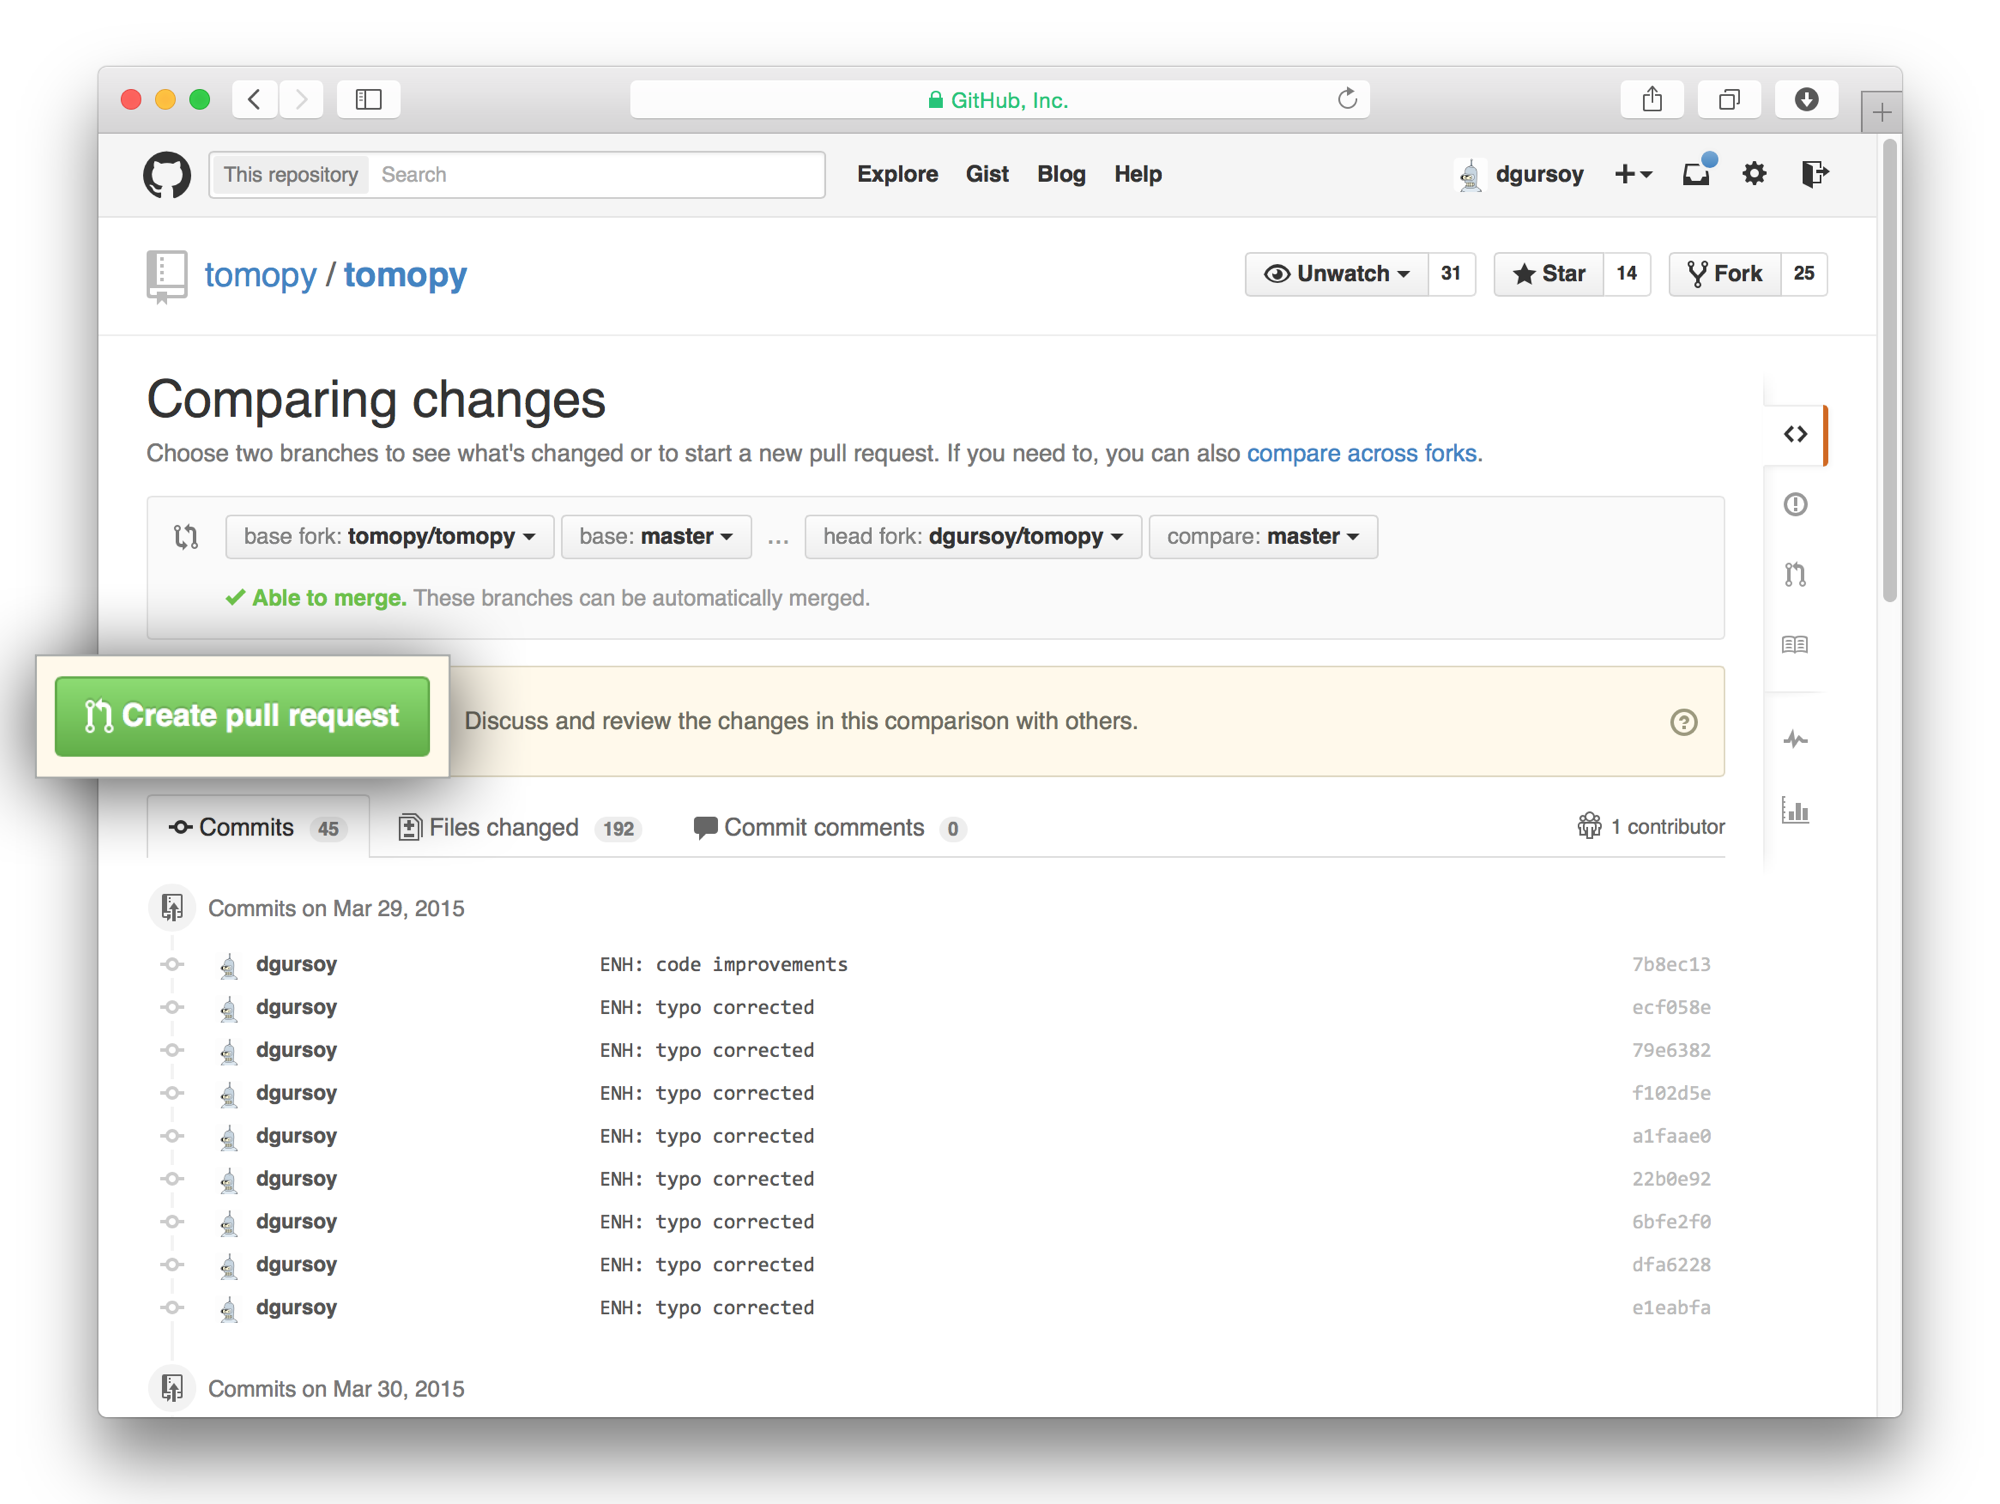 GitHub, Inc.
This repository Search Explore Gist Blog Help dgursoy
tomopy / tomopy Unwatch 31 Star 14 Fork 25
Comparing changes
Choose two branches to see what's changed or to start a new pull request. If you need to, you can also compare across forks.
base fork: tomopy/tomopy base: master ... head fork: dgursoy/tomopy compare: master
Able to merge. These branches can be automatically merged.
Create pull request Discuss and review the changes in this comparison with others.
Commits 45 Files changed 192 Commit comments 0 1 contributor
Commits on Mar 29, 2015
dgursoy ENH: code improvements 7b8ec13
dgursoy ENH: typo corrected ecf058e
dgursoy ENH: typo corrected 79e6382
dgursoy ENH: typo corrected f102d5e
dgursoy ENH: typo corrected a1faae0
dgursoy ENH: typo corrected 22b0e92
dgursoy ENH: typo corrected 6bfe2f0
dgursoy ENH: typo corrected dfa6228
dgursoy ENH: typo corrected e1eabfa
Commits on Mar 30, 2015